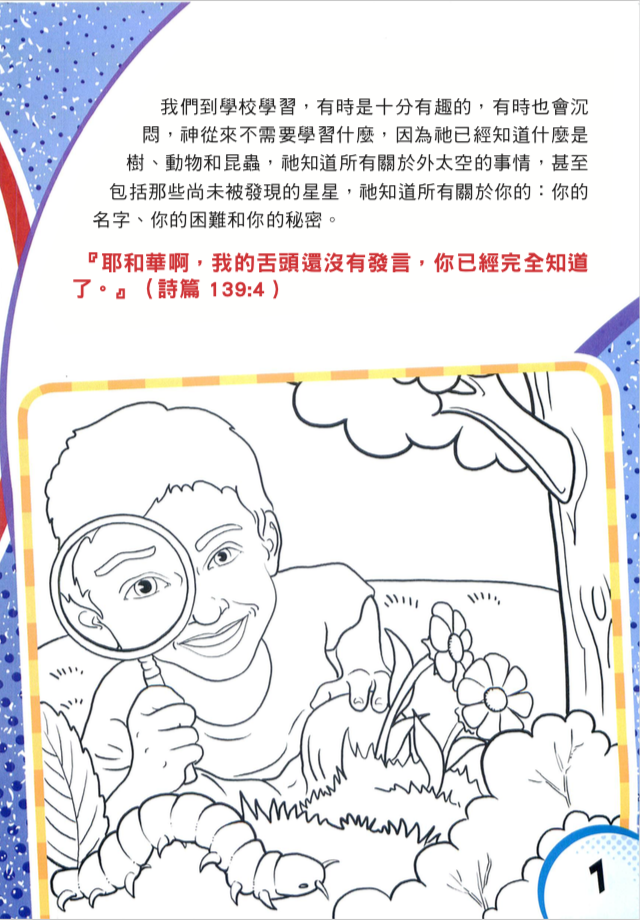 我們到學校學習，有時是十分有趣的，有時也會沉
悶，神從來不需要學習什麼，因為祂已經知道什麼是
樹、動物和昆蟲，祂知道所有關於外太空的事情，甚至
包括那些尚未被發現的星星，祂知道所有關於你的：你的
名字、你的困難和你的秘密。
『耶和華啊，我的舌頭還沒有發言，你已經完全知道
了。』（詩篇 139:4）
1